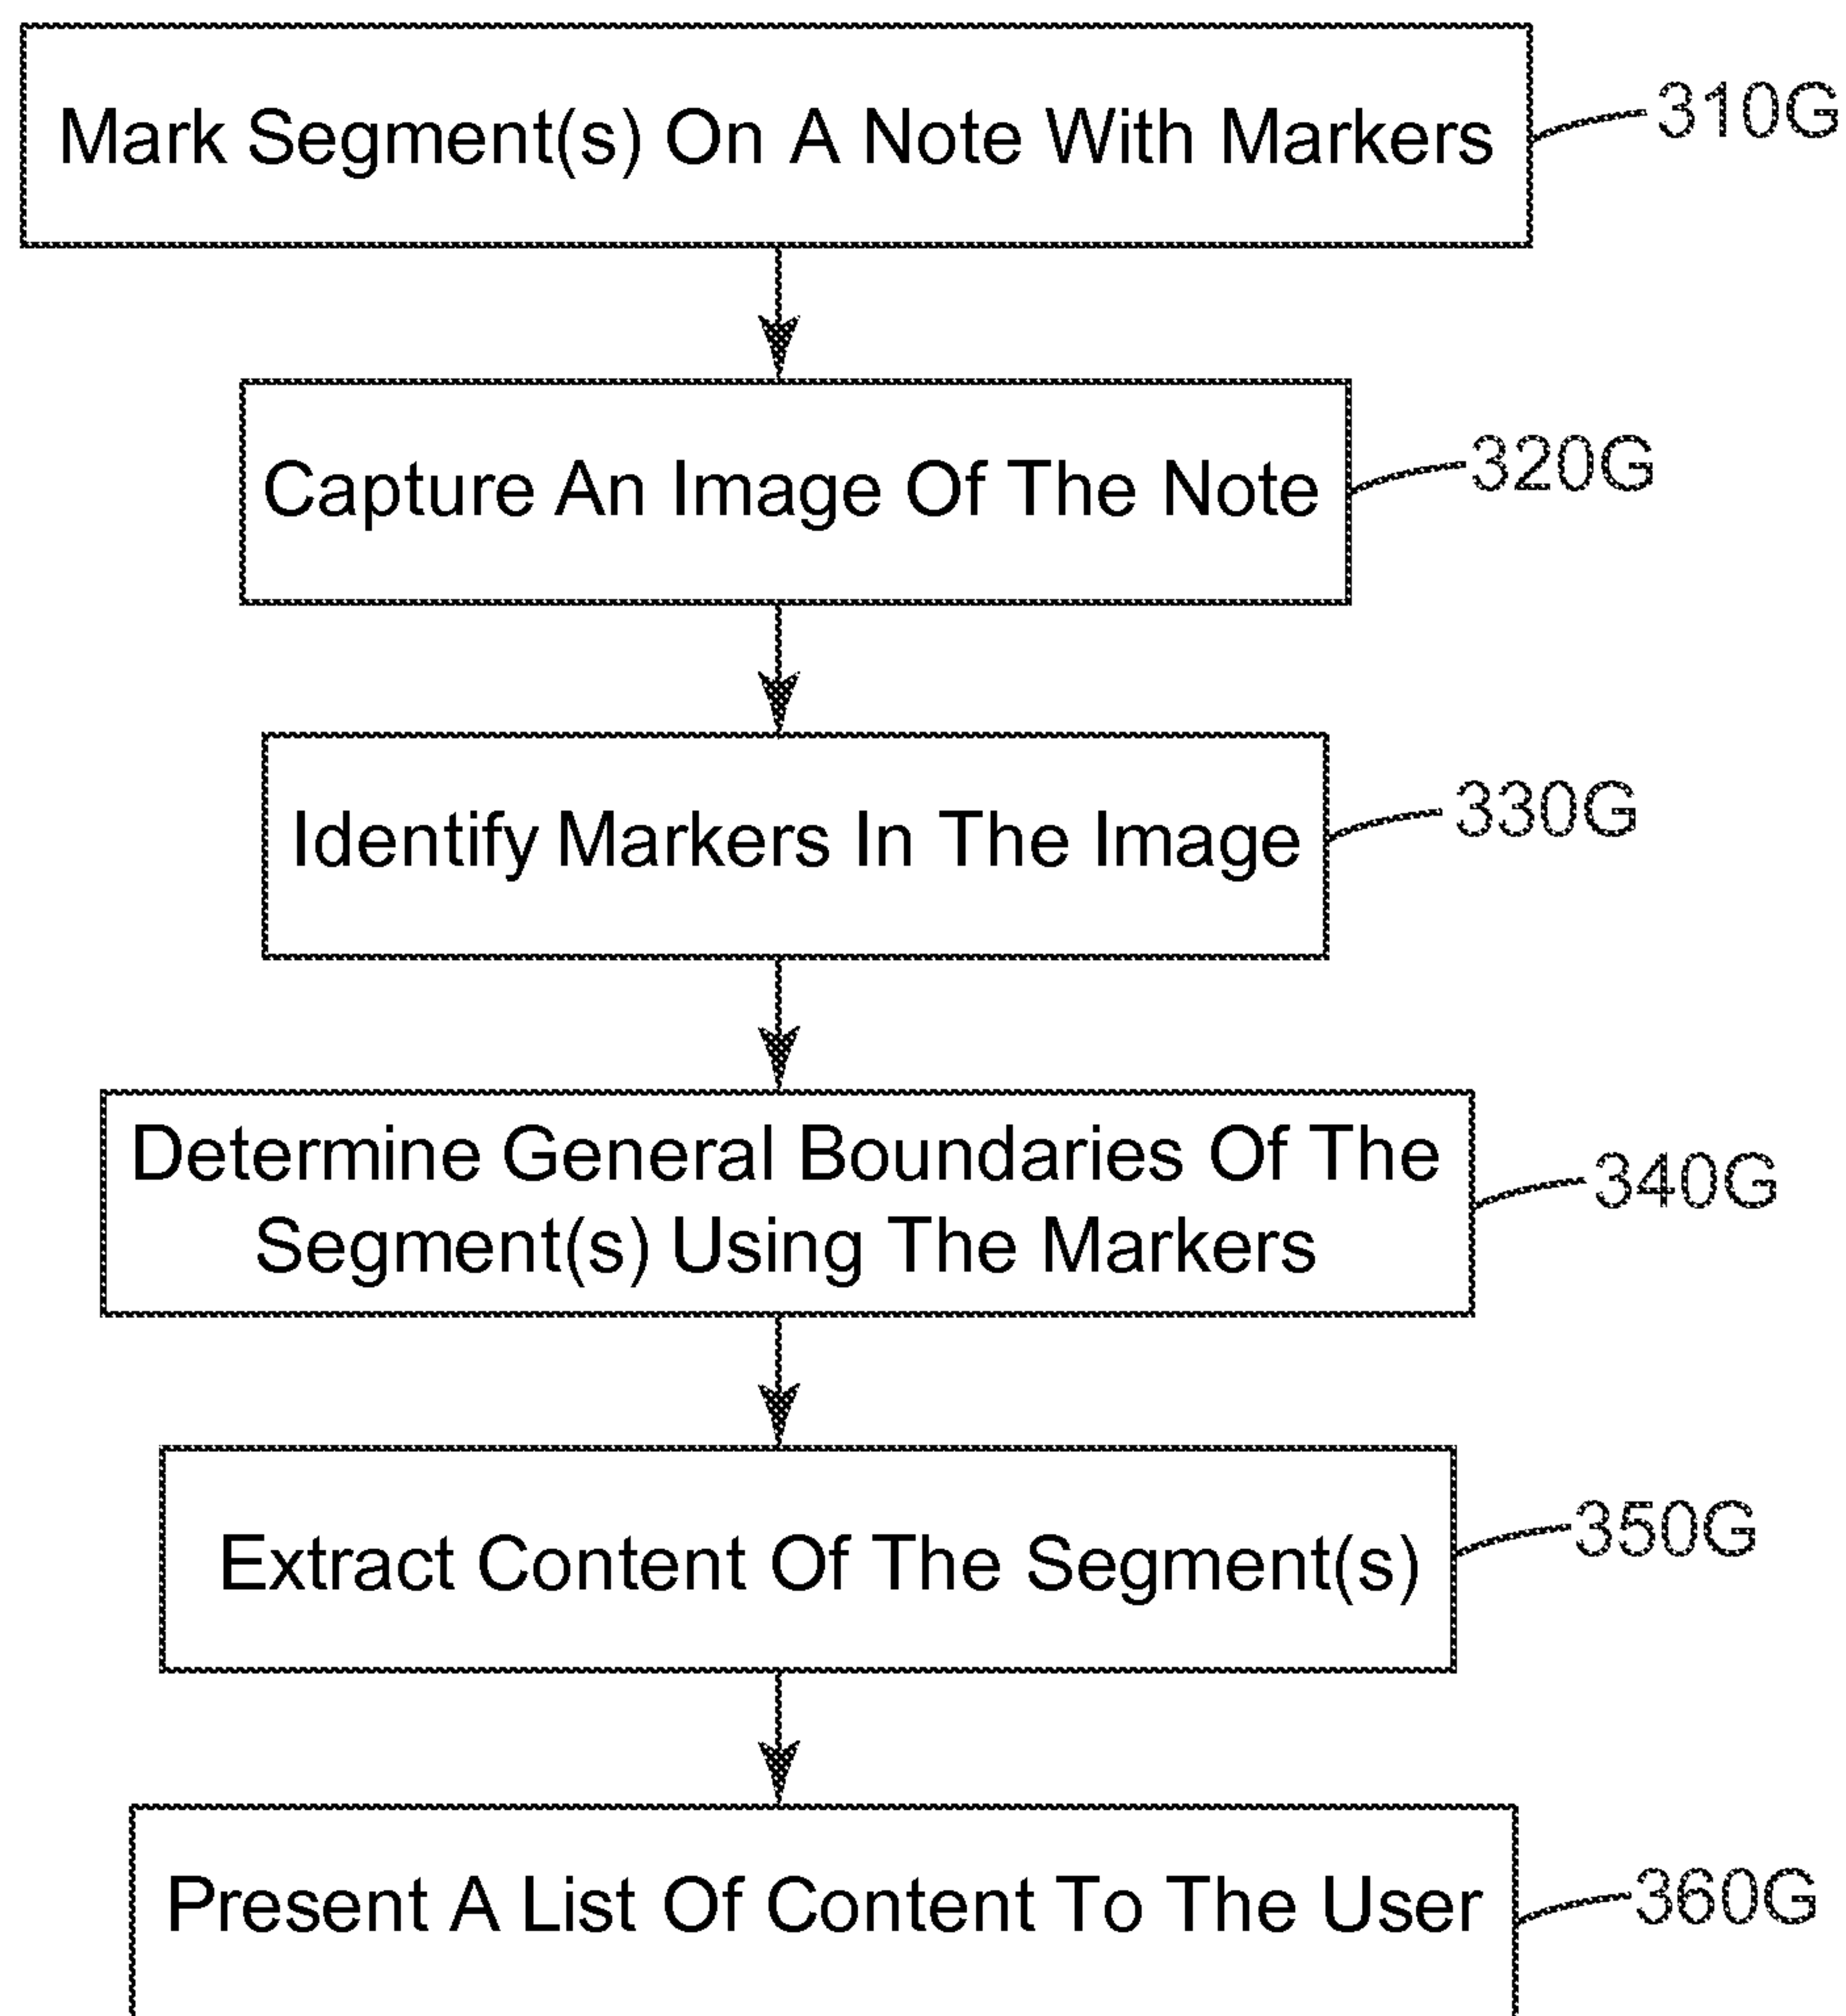 Mark Segment(s) On A Note With Markers
310G
Capture An Image Of The Note
320G
Identify Markers In The Image
330G
Determine General Boundaries Of The
Segment(s) Using The Markers
340G
Extract Content Of The Segment(s)
350G
Present A List Of Content To The User
360G